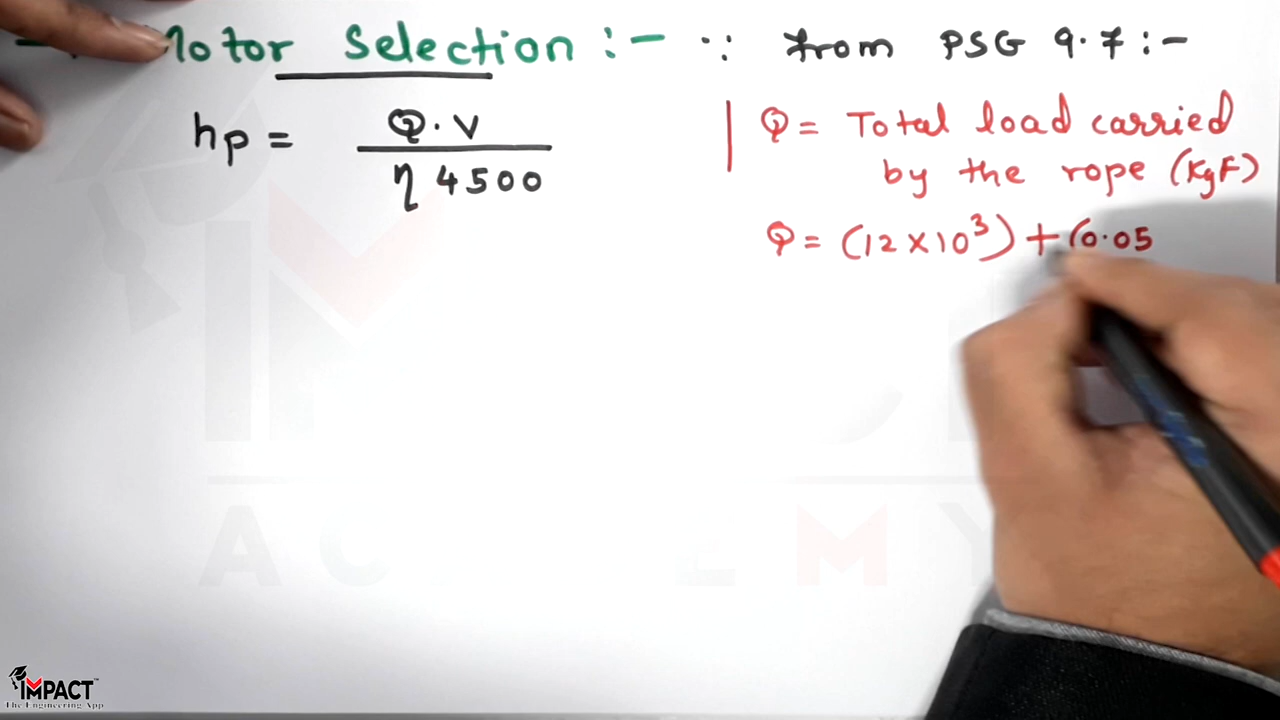 Motor Selection :- ∵ from PSG 9.7 :-
hp = Q.V / η 4500
Q = Total load carried
by the rope (KgF)
Q = (12 × 10³) + (0.05
IMPACT
The Engineering App
ACADEMY